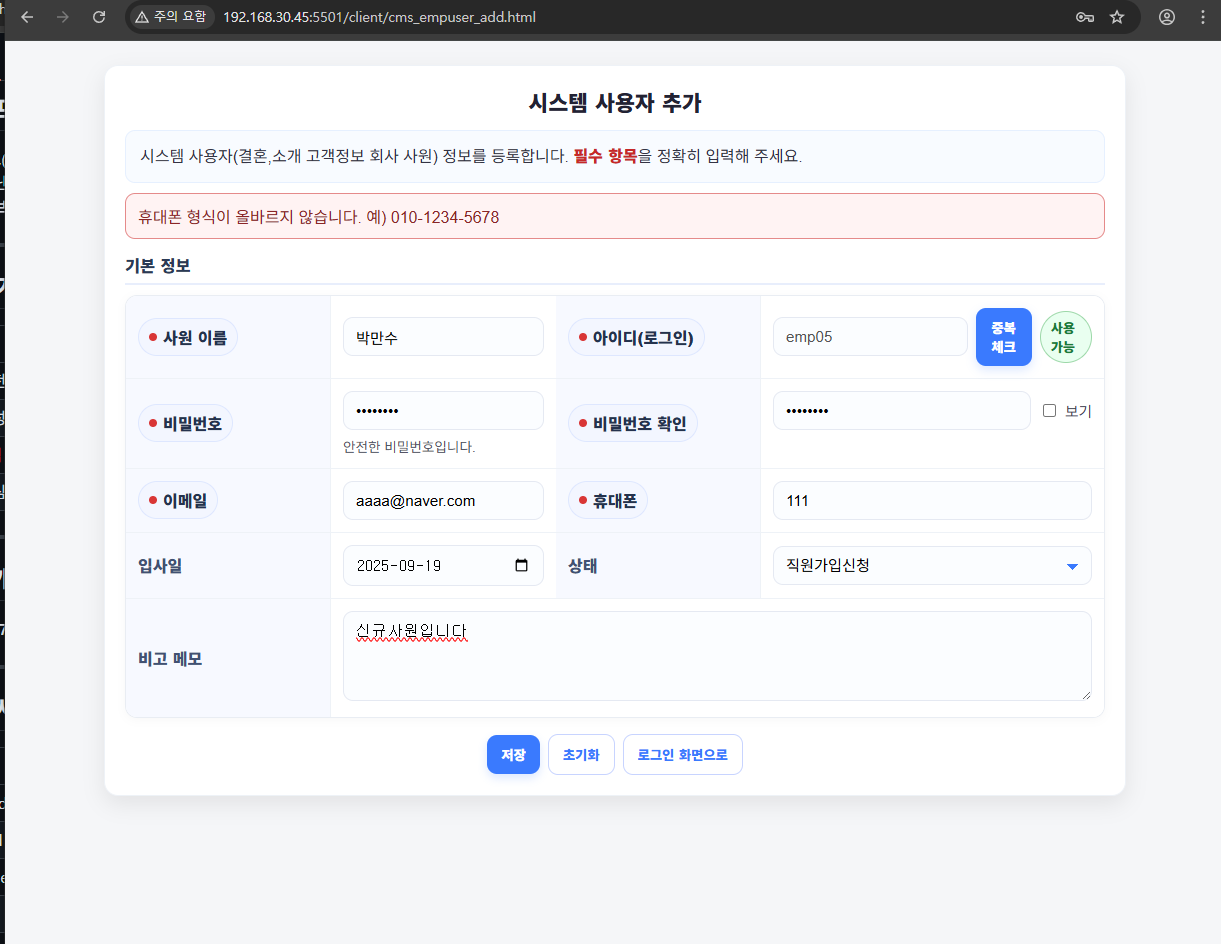 주의 요함 192.168.30.45:5501/client/cms_empuser_add.html
시스템 사용자 추가
시스템 사용자(결혼,소개 고객정보 회사 사원) 정보를 등록합니다. 필수 항목을 정확히 입력해 주세요.
휴대폰 형식이 올바르지 않습니다. 예) 010-1234-5678
기본 정보
사원 이름 박만수 아이디(로그인) emp05 중복 체크 사용 가능
비밀번호 •••••••• 비밀번호 확인 •••••••• 보기
안전한 비밀번호입니다.
이메일 aaaa@naver.com 휴대폰 111
입사일 2025-09-19 상태 직원가입신청
비고 메모 신규사원입니다
저장 초기화 로그인 화면으로